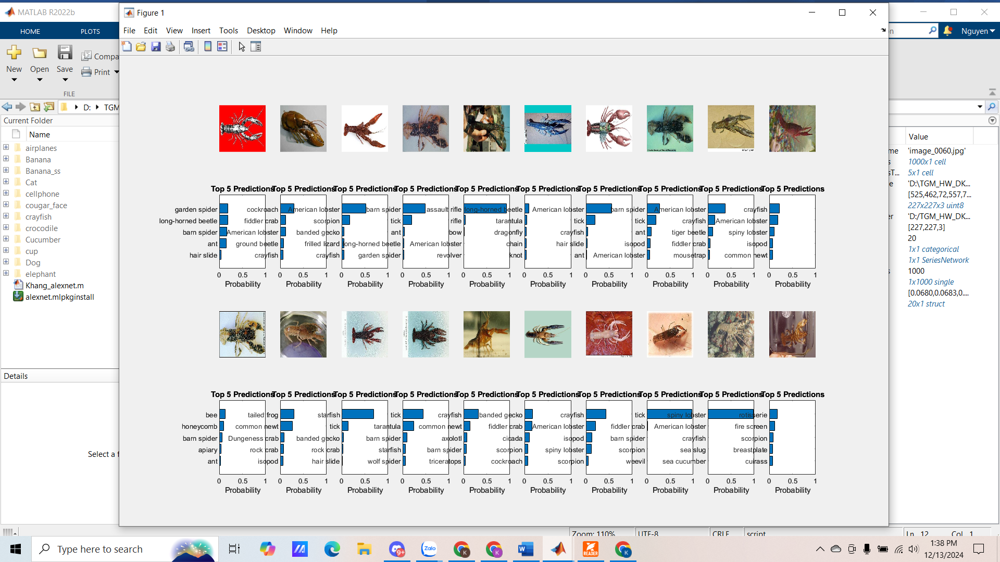 MATLAB R2022b
Figure 1
HOME
PLOTS
File Edit View Insert Tools Desktop Window Help
Nguyen
New
Open
Save
Compa
Print
FILE
D:
TGM
Current Folder
Name
airplanes
Banana
Banana_ss
Cat
cellphone
cougar_face
crayfish
crocodile
Cucumber
cup
Dog
elephant
Khang_alexnet.m
alexnet.mlpkginstall
Details
Select a f
Top 5 Predictions
garden spider
long-horned beetle
barn spider
ant
hair slide
0 0.5 1
Probability
Top 5 Predictions
cockroach
fiddler crab
American lobster
ground beetle
crayfish
0 0.5 1
Probability
Top 5 Predictions
American lobster
scorpion
banded gecko
frilled lizard
crayfish
0 0.5 1
Probability
Top 5 Predictions
barn spider
tick
ant
long-horned beetle
garden spider
0 0.5 1
Probability
Top 5 Predictions
assault rifle
rifle
bow
American lobster
revolver
0 0.5 1
Probability
Top 5 Predictions
long-horned beetle
tarantula
dragonfly
chain
knot
0 0.5 1
Probability
Top 5 Predictions
American lobster
tick
crayfish
hair slide
ant
0 0.5 1
Probability
Top 5 Predictions
barn spider
tick
ant
isopod
American lobster
0 0.5 1
Probability
Top 5 Predictions
American lobster
crayfish
tiger beetle
fiddler crab
mousetrap
0 0.5 1
Probability
Top 5 Predictions
crayfish
American lobster
spiny lobster
isopod
common newt
0 0.5 1
Probability
Top 5 Predictions
bee
honeycomb
barn spider
apiary
ant
0 0.5 1
Probability
Top 5 Predictions
tailed frog
common newt
Dungeness crab
rock crab
isopod
0 0.5 1
Probability
Top 5 Predictions
starfish
tick
banded gecko
rock crab
hair slide
0 0.5 1
Probability
Top 5 Predictions
tick
tarantula
barn spider
starfish
wolf spider
0 0.5 1
Probability
Top 5 Predictions
crayfish
common newt
axolotl
barn spider
triceratops
0 0.5 1
Probability
Top 5 Predictions
banded gecko
fiddler crab
cicada
scorpion
cockroach
0 0.5 1
Probability
Top 5 Predictions
crayfish
American lobster
isopod
spiny lobster
scorpion
0 0.5 1
Probability
Top 5 Predictions
tick
fiddler crab
barn spider
scorpion
weevil
0 0.5 1
Probability
Top 5 Predictions
spiny lobster
American lobster
crayfish
sea slug
sea cucumber
0 0.5 1
Probability
Top 5 Predictions
rotisserie
fire screen
scorpion
breastplate
cuirass
0 0.5 1
Probability
Value
me 'image_0060.jpg'
s 1000x1 cell
sT... 5x1 cell
e 'D:\TGM_HW_DK...
[525,462,72,557,7...
227x227x3 uint8
er 'D:/TGM_HW_DK...
[227,227,3]
20
1x1 categorical
1x1 SeriesNetwork
s 1000
1x1000 single
[0.0680,0.0683,0....
20x1 struct
Zoom: 110% UTF-8 CRLF script Ln 12 Col 1
Type here to search
9+
Zalo
K
K
READER
K
1:38 PM
12/13/2024